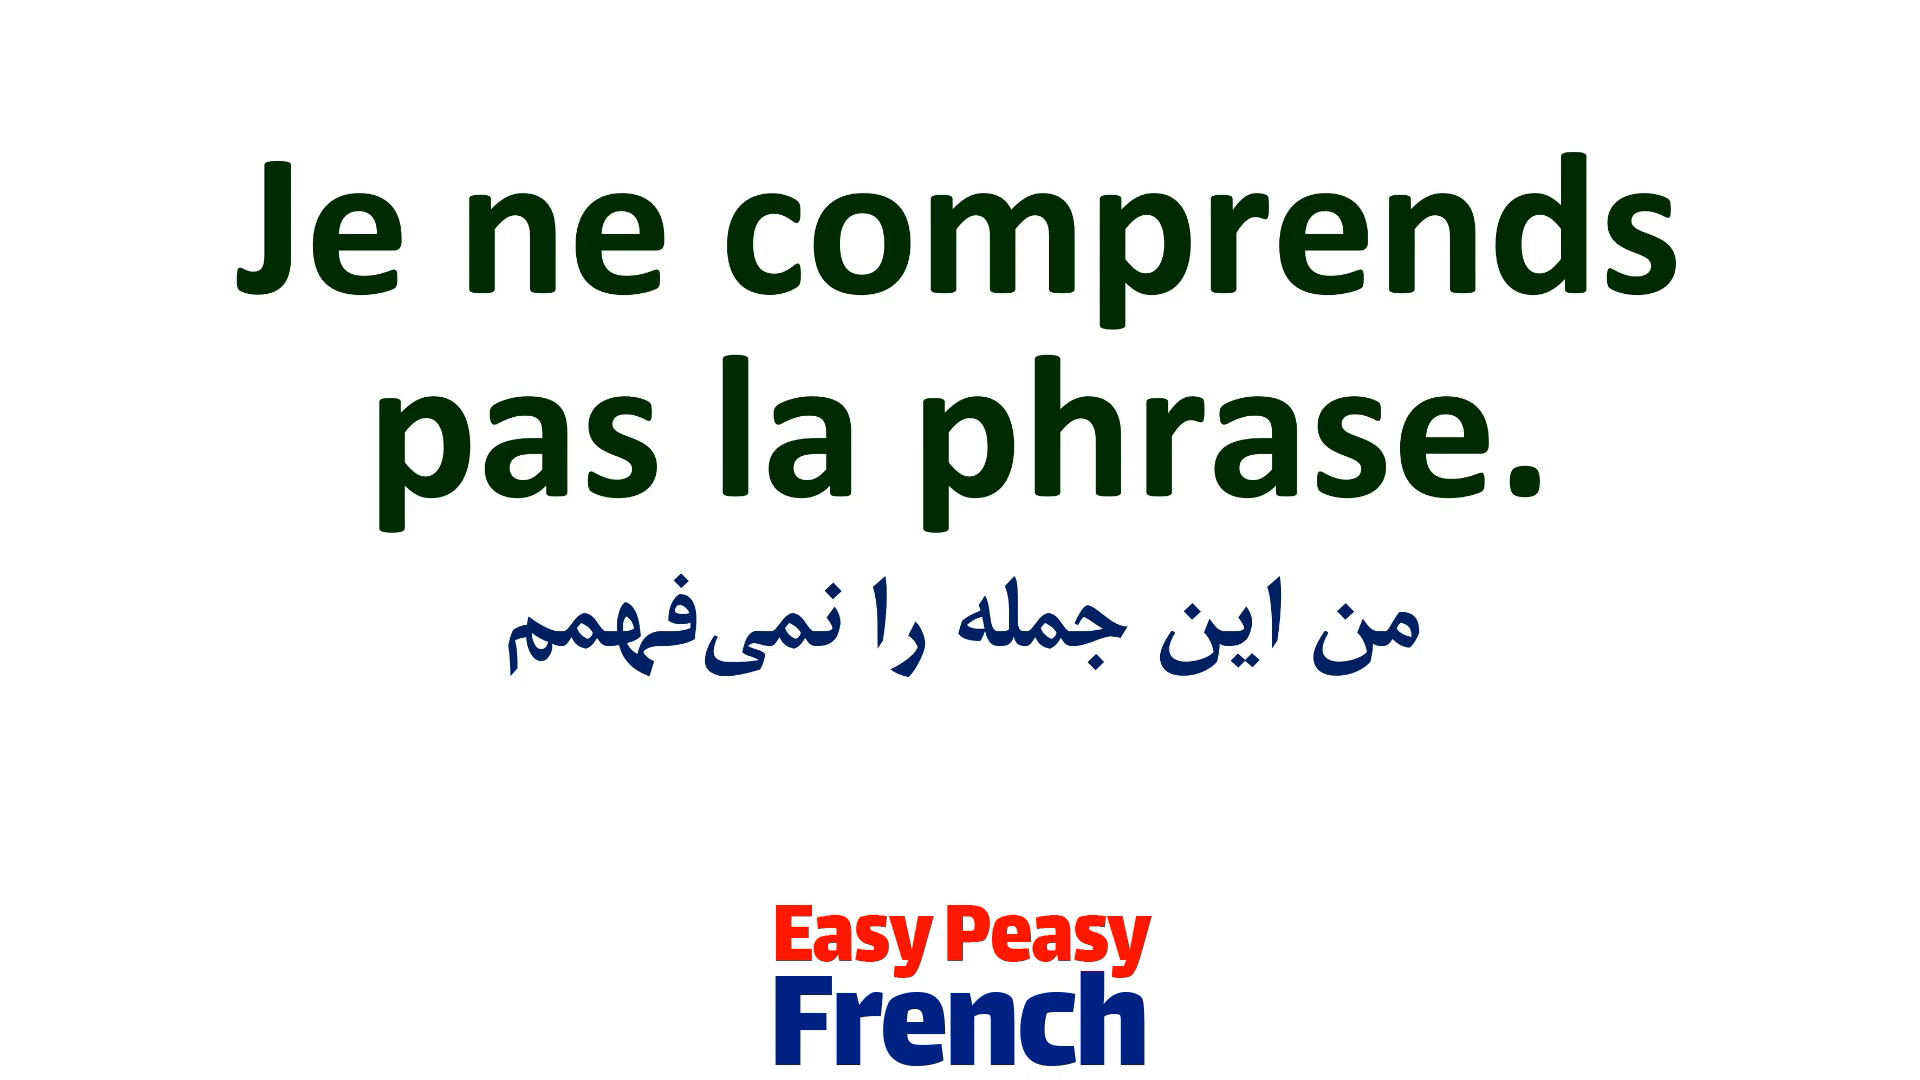 Je ne comprends
pas la phrase.
من این جمله را نمی‌فهمم
Easy Peasy
French